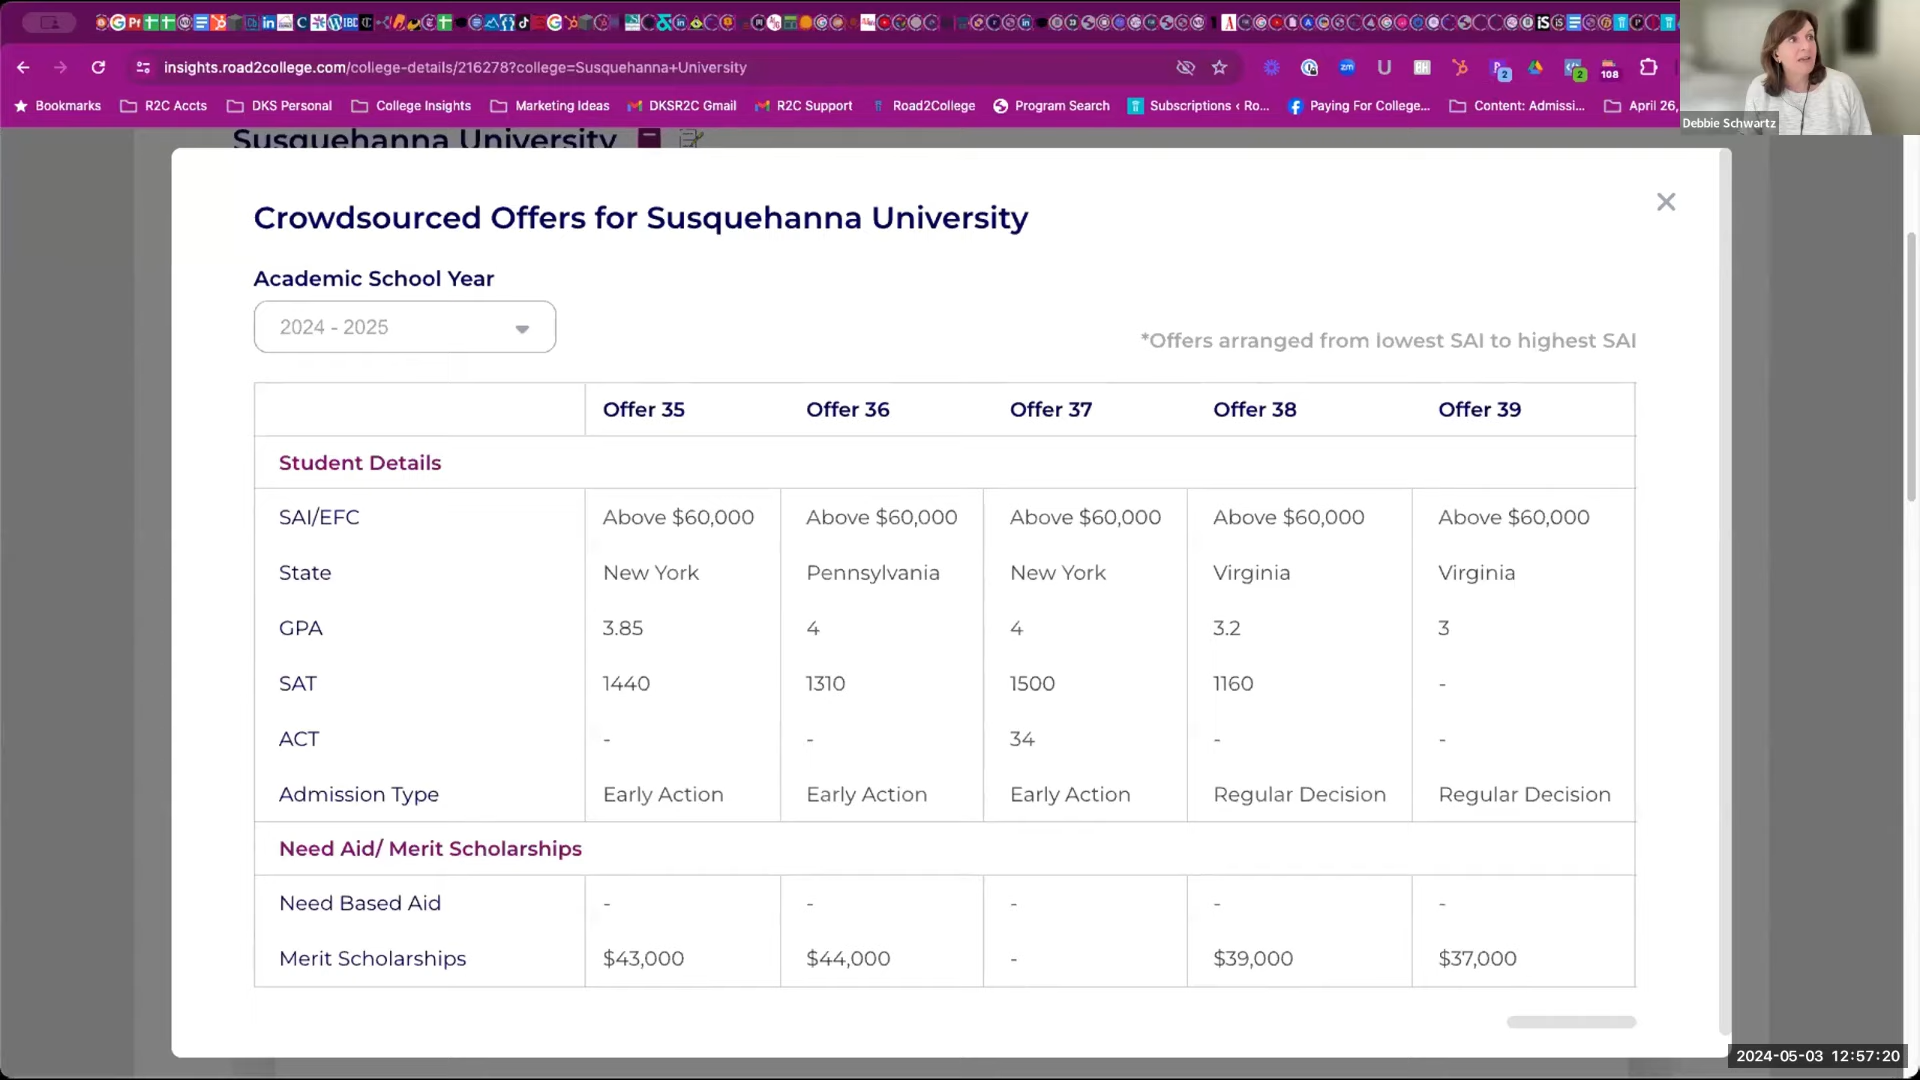 insights.road2college.com/college-details/216278?college=Susquehanna+University
2
2
108
Bookmarks R2C Accts DKS Personal College Insights Marketing Ideas DKSR2C Gmail R2C Support Road2College Program Search Subscriptions ‹ Ro... Paying For College... Content: Admissi... April 26,
Debbie Schwartz
Susquehanna University
Crowdsourced Offers for Susquehanna University
Academic School Year
2024 - 2025
*Offers arranged from lowest SAI to highest SAI
Offer 35 Offer 36 Offer 37 Offer 38 Offer 39
Student Details
SAI/EFC Above $60,000 Above $60,000 Above $60,000 Above $60,000 Above $60,000
State New York Pennsylvania New York Virginia Virginia
GPA 3.85 4 4 3.2 3
SAT 1440 1310 1500 1160 -
ACT - - 34 - -
Admission Type Early Action Early Action Early Action Regular Decision Regular Decision
Need Aid/ Merit Scholarships
Need Based Aid - - - - -
Merit Scholarships $43,000 $44,000 - $39,000 $37,000
2024-05-03 12:57:20